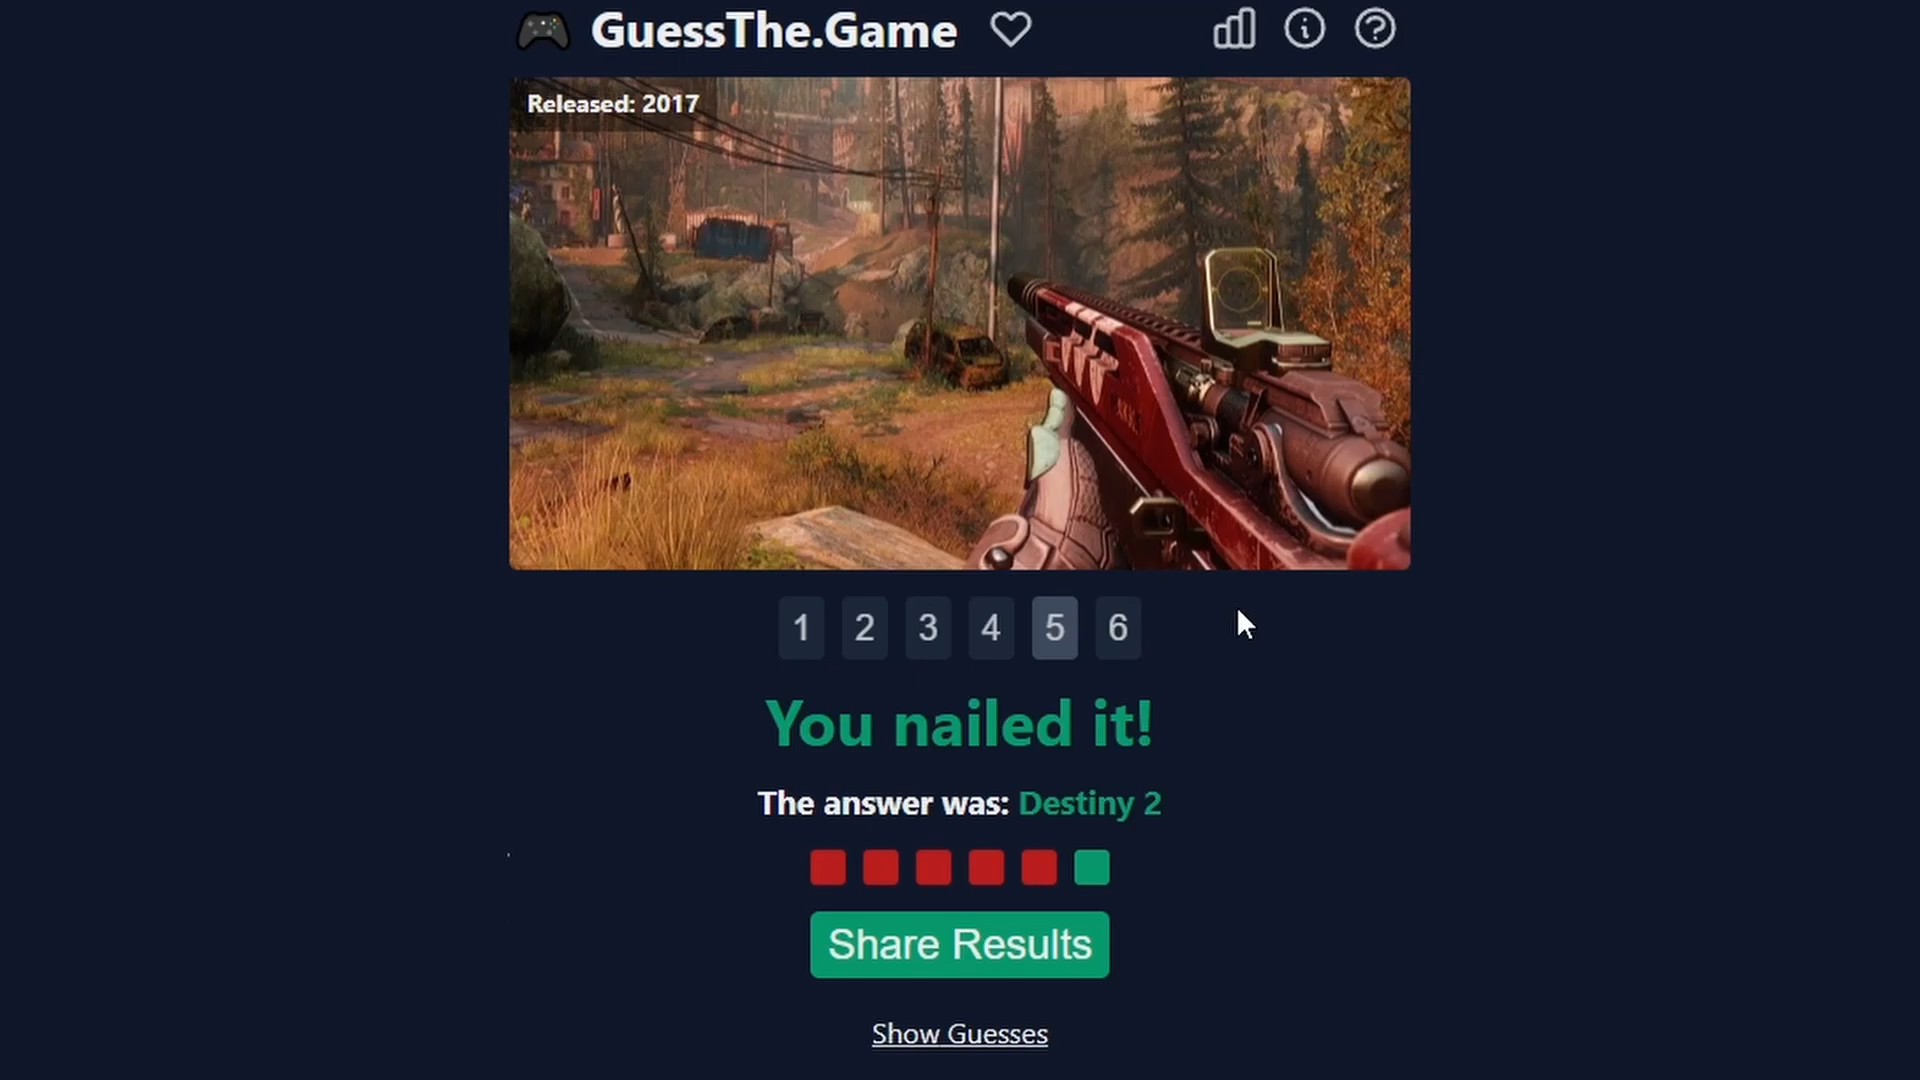 GuessThe.Game
Released: 2017
1 2 3 4 5 6
You nailed it!
The answer was: Destiny 2
Share Results
Show Guesses